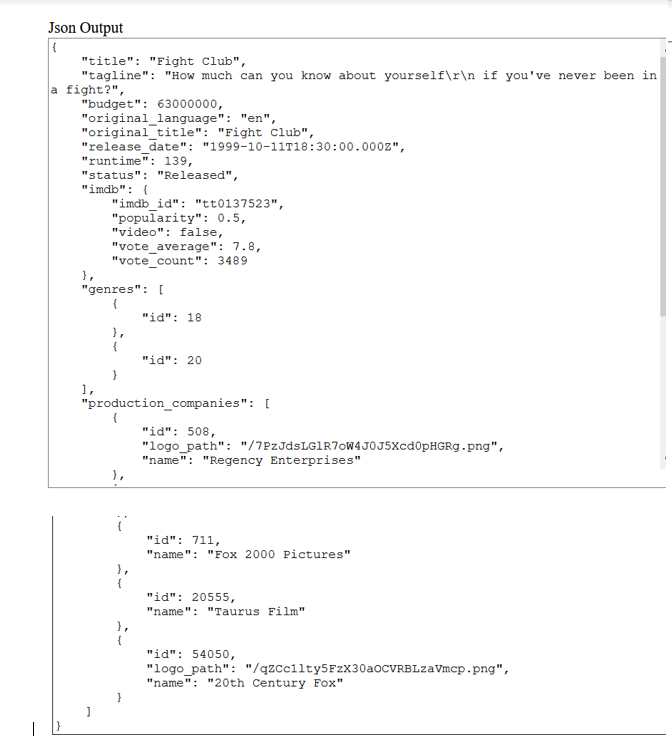 Json Output
{
    "title": "Fight Club",
    "tagline": "How much can you know about yourself\r\n if you've never been in
a fight?",
    "budget": 63000000,
    "original_language": "en",
    "original_title": "Fight Club",
    "release_date": "1999-10-11T18:30:00.000Z",
    "runtime": 139,
    "status": "Released",
    "imdb": {
        "imdb_id": "tt0137523",
        "popularity": 0.5,
        "video": false,
        "vote_average": 7.8,
        "vote_count": 3489
    },
    "genres": [
        {
            "id": 18
        },
        {
            "id": 20
        }
    ],
    "production_companies": [
        {
            "id": 508,
            "logo_path": "/7PzJdsLGlR7oW4J0J5Xcd0pHGRg.png",
            "name": "Regency Enterprises"
        },
        {
            "id": 711,
            "name": "Fox 2000 Pictures"
        },
        {
            "id": 20555,
            "name": "Taurus Film"
        },
        {
            "id": 54050,
            "logo_path": "/qZCc1lty5FzX30aOCVRBLzaVmcp.png",
            "name": "20th Century Fox"
        }
    ]
}